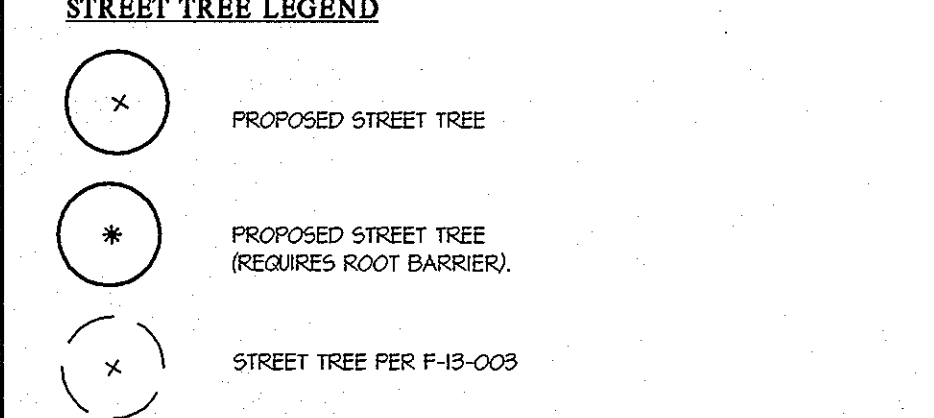 STREET TREE LEGEND
PROPOSED STREET TREE
PROPOSED STREET TREE
(REQUIRES ROOT BARRIER).
STREET TREE PER F-13-003